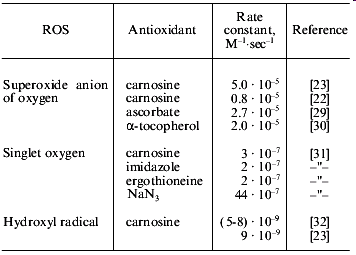 ROS Antioxidant Rate constant, M⁻¹·sec⁻¹ Reference
Superoxide anion carnosine 5.0 · 10⁻⁵ [23]
of oxygen carnosine 0.8 · 10⁻⁵ [22]
ascorbate 2.7 · 10⁻⁵ [29]
α-tocopherol 2.0 · 10⁻⁵ [30]
Singlet oxygen carnosine 3 · 10⁻⁷ [31]
imidazole 2 · 10⁻⁷ –"–
ergothioneine 2 · 10⁻⁷ –"–
NaN₃ 44 · 10⁻⁷ –"–
Hydroxyl radical carnosine (5-8) · 10⁻⁹ [32]
9 · 10⁻⁹ [23]